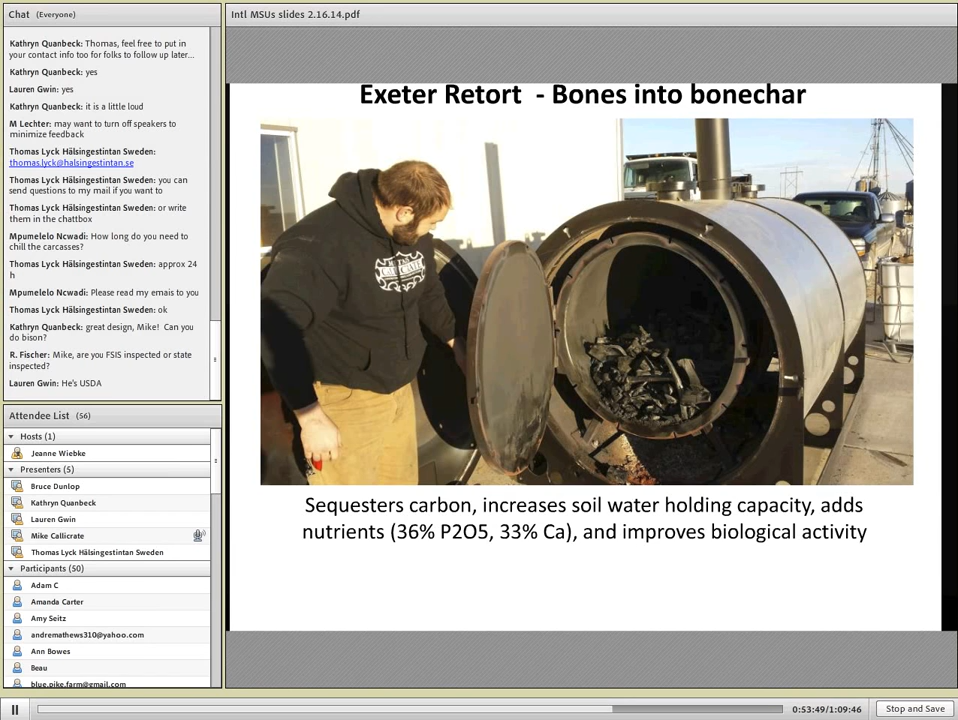 Chat (Everyone)
Kathryn Quanbeck: Thomas, feel free to put in
your contact info too for folks to follow up later...
Kathryn Quanbeck: yes
Lauren Gwin: yes
Kathryn Quanbeck: it is a little loud
M Lechter: may want to turn off speakers to
minimize feedback
Thomas Lyck Hälsingestintan Sweden:
thomas.lyck@halsingestintan.se
Thomas Lyck Hälsingestintan Sweden: you can
send questions to my mail if you want to
Thomas Lyck Hälsingestintan Sweden: or write
them in the chattbox
Mpumelelo Ncwadi: How long do you need to
chill the carcasses?
Thomas Lyck Hälsingestintan Sweden: approx 24
h
Mpumelelo Ncwadi: Please read my emais to you
Thomas Lyck Hälsingestintan Sweden: ok
Kathryn Quanbeck: great design, Mike! Can you
do bison?
R. Fischer: Mike, are you FSIS inspected or state
inspected?
Lauren Gwin: He's USDA
Attendee List (56)
Hosts (1)
Jeanne Wiebke
Presenters (5)
Bruce Dunlop
Kathryn Quanbeck
Lauren Gwin
Mike Callicrate
Thomas Lyck Hälsingestintan Sweden
Participants (50)
Adam C
Amanda Carter
Amy Seitz
andremathews310@yahoo.com
Ann Bowes
Beau
blue.pike.farm@gmail.com
Intl MSUs slides 2.16.14.pdf
Exeter Retort - Bones into bonechar
Sequesters carbon, increases soil water holding capacity, adds
nutrients (36% P2O5, 33% Ca), and improves biological activity
0:53:49/1:09:46
Stop and Save